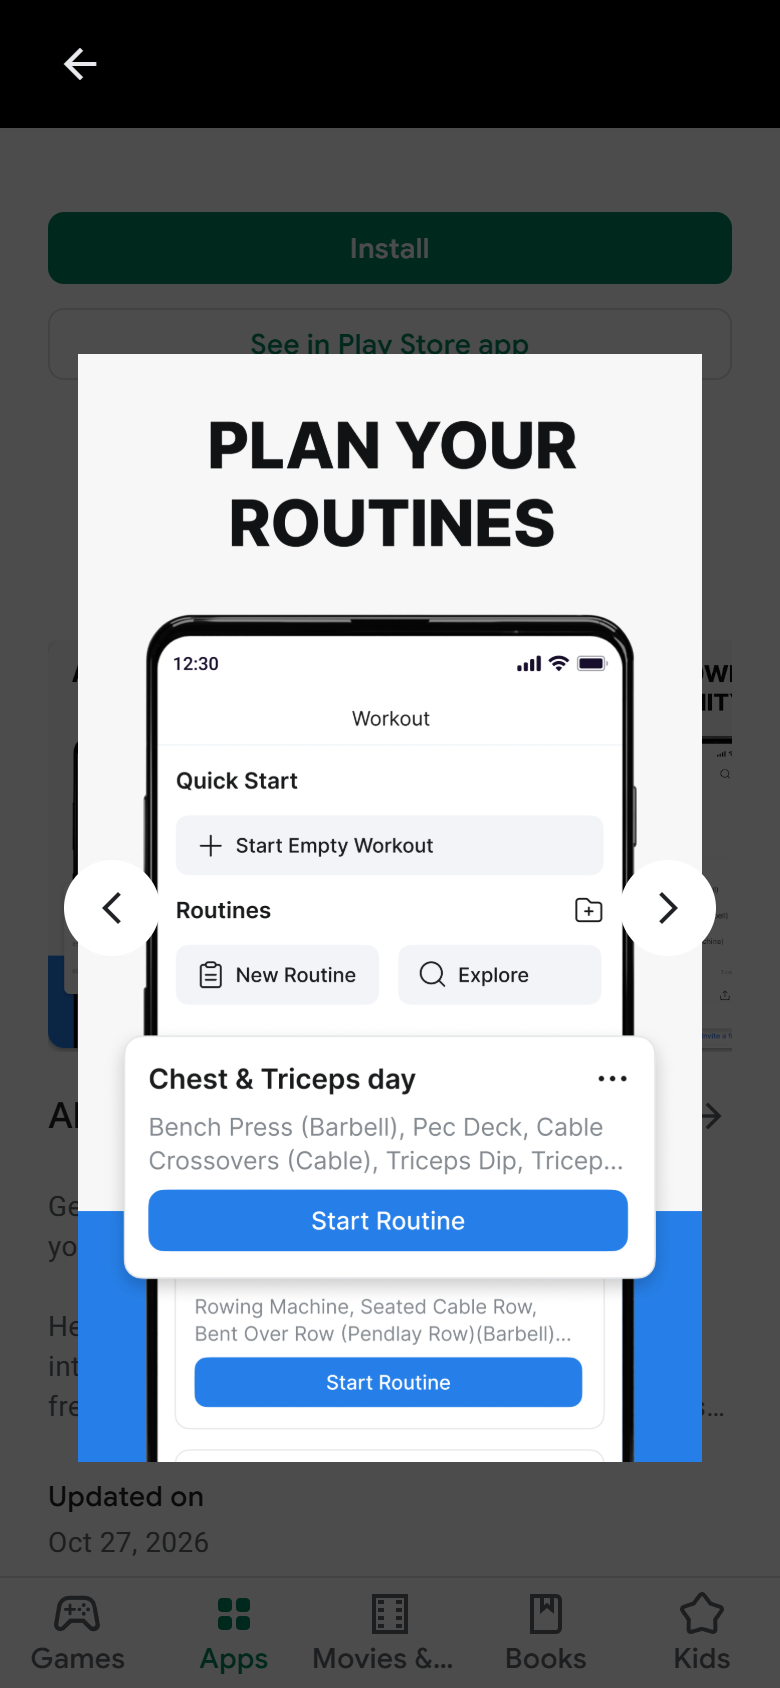 Install
See in Play Store app
PLAN YOUR
ROUTINES
12:30
Workout
Quick Start
Start Empty Workout
Routines
New Routine
Explore
Chest & Triceps day
Bench Press (Barbell), Pec Deck, Cable
Crossovers (Cable), Triceps Dip, Tricep...
Start Routine
Rowing Machine, Seated Cable Row,
Bent Over Row (Pendlay Row)(Barbell)...
Start Routine
Updated on
Oct 27, 2026
Games
Apps
Movies &...
Books
Kids